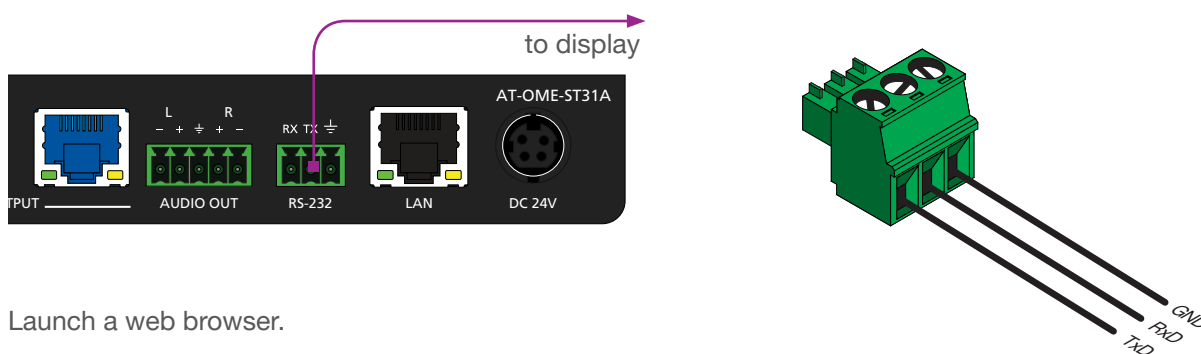 to display
AT-OME-ST31A
L R
– + ⏚ + –
RX TX ⏚
TPUT
AUDIO OUT
RS-232
LAN
DC 24V
GND
RxD
TxD
Launch a web browser.